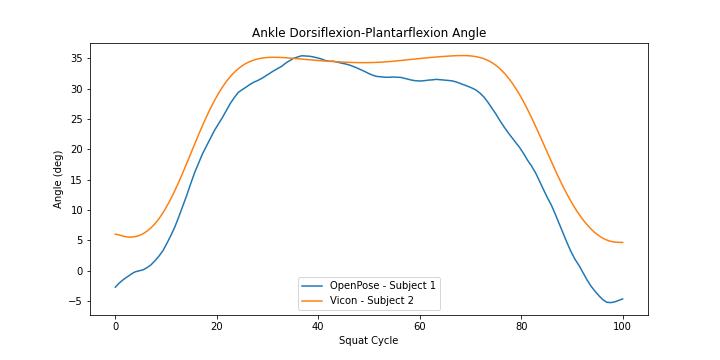 Ankle Dorsiflexion-Plantarflexion Angle
35
30
25
20
15
10
5
0
−5
Angle (deg)
OpenPose - Subject 1
Vicon - Subject 2
0 20 40 60 80 100
Squat Cycle